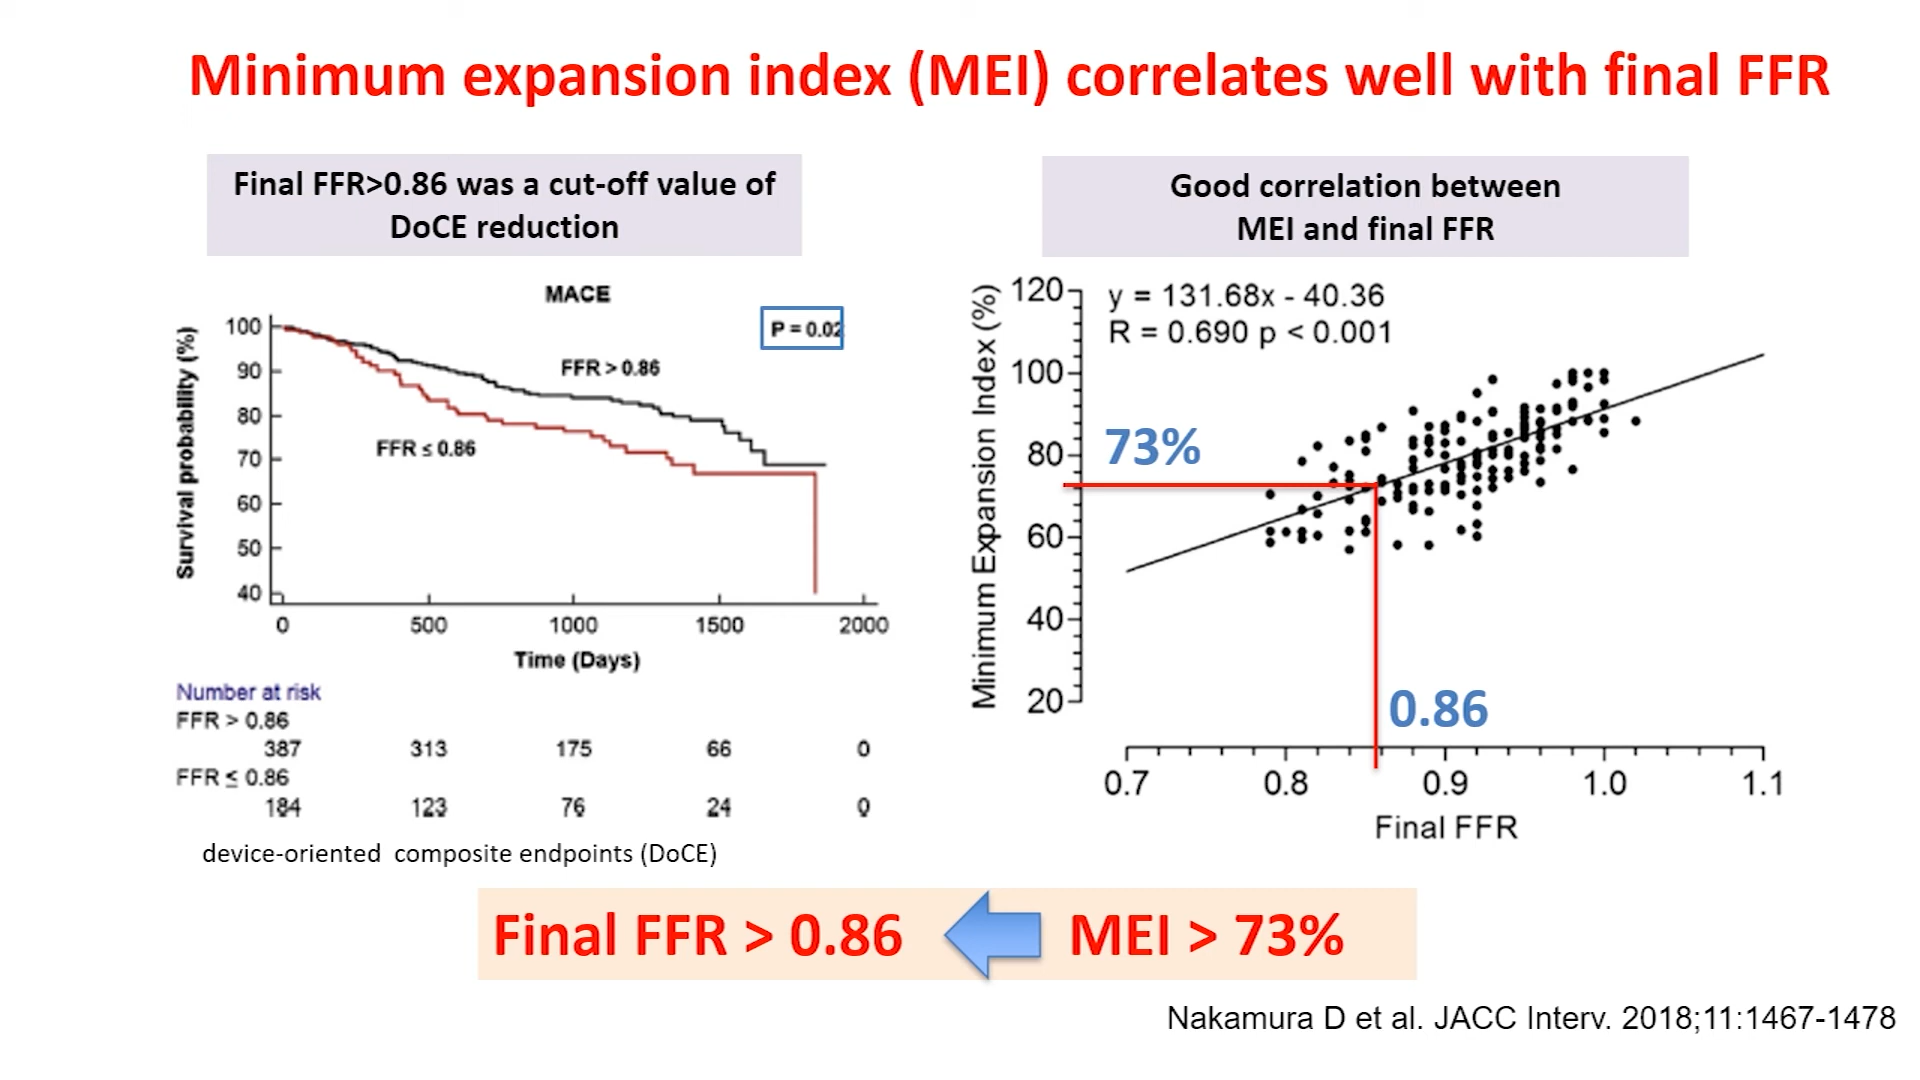 Minimum expansion index (MEI) correlates well with final FFR
Final FFR>0.86 was a cut-off value of
DoCE reduction
MACE
P = 0.02
FFR > 0.86
FFR ≤ 0.86
Survival probability (%)
100
90
80
70
60
50
40
0 500 1000 1500 2000
Time (Days)
Number at risk
FFR > 0.86
387 313 175 66 0
FFR ≤ 0.86
184 123 76 24 0
device-oriented composite endpoints (DoCE)
Good correlation between
MEI and final FFR
y = 131.68x - 40.36
R = 0.690 p < 0.001
Minimum Expansion Index (%)
120
100
80
60
40
20
73%
0.86
0.7 0.8 0.9 1.0 1.1
Final FFR
Final FFR > 0.86 MEI > 73%
Nakamura D et al. JACC Interv. 2018;11:1467-1478